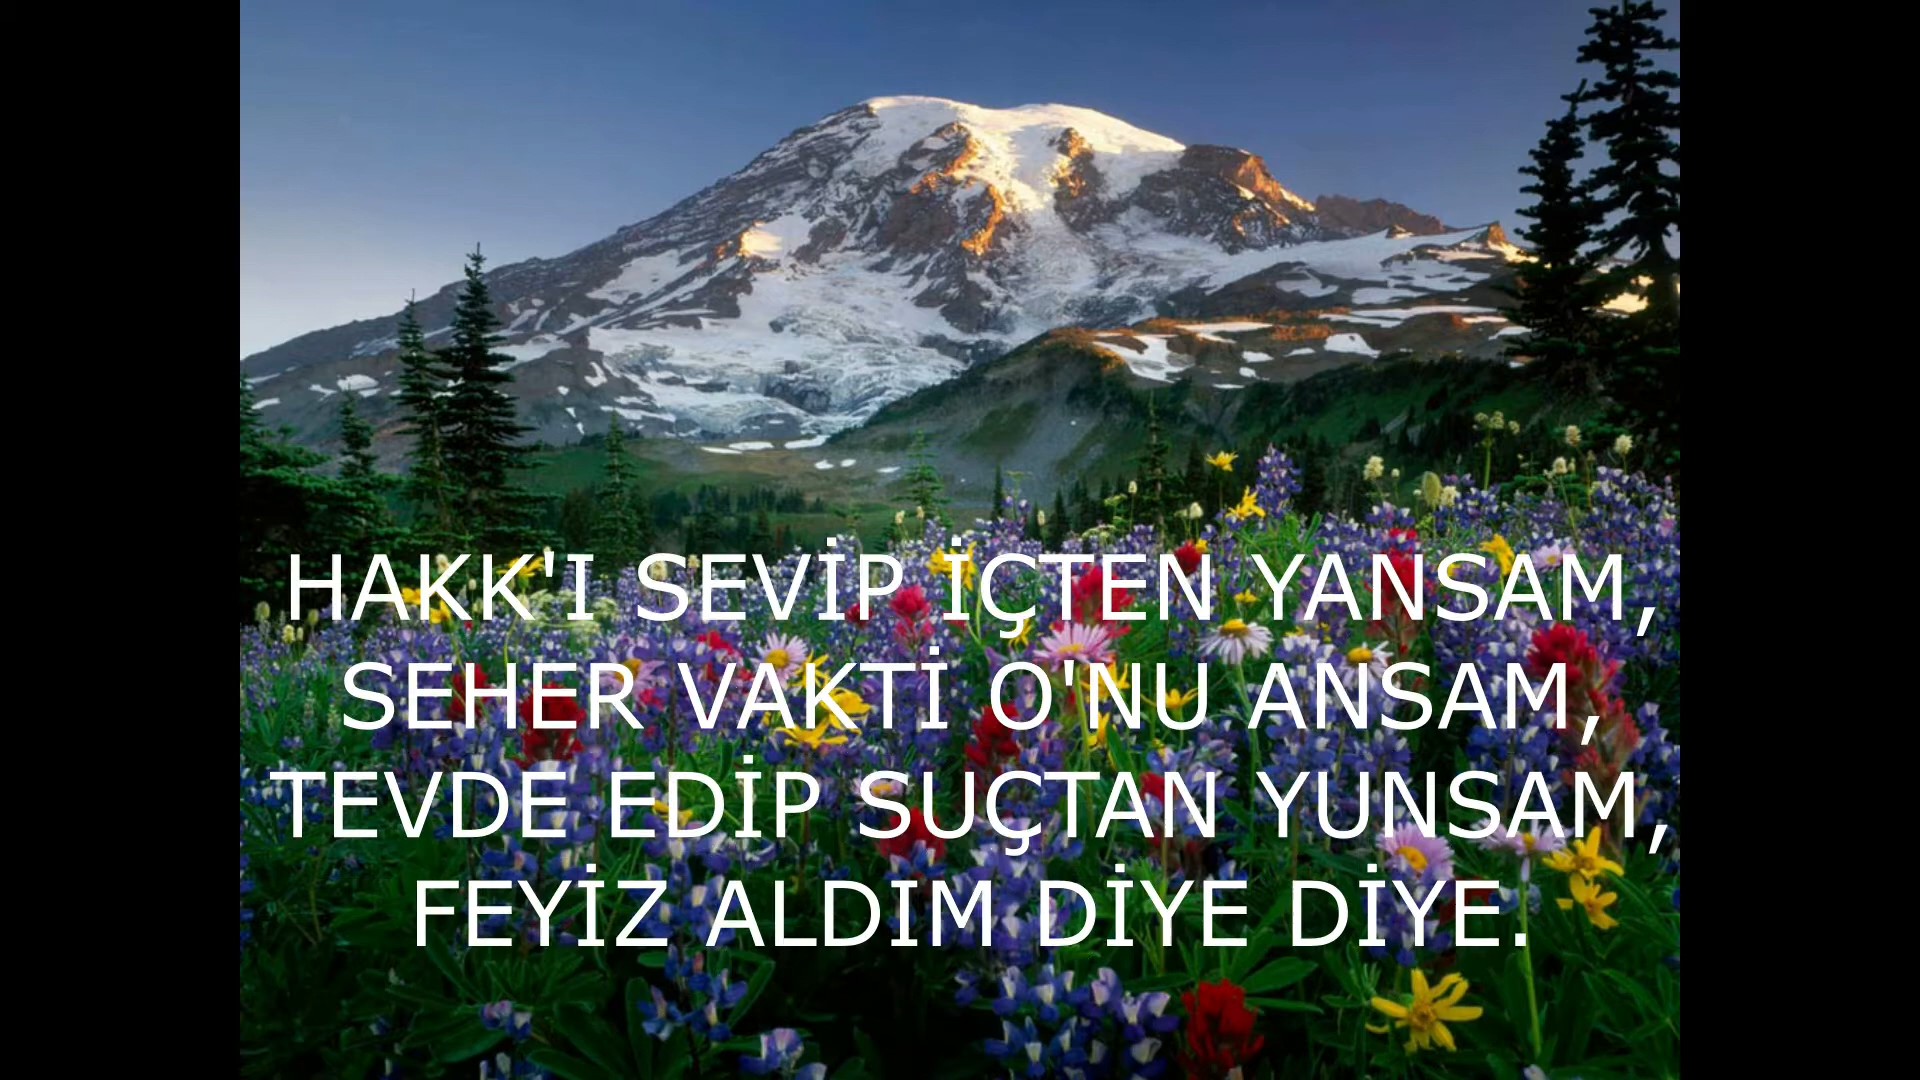 HAKK'I SEVİP İÇTEN YANSAM,
SEHER VAKTİ O'NU ANSAM,
TEVDE EDİP SUÇTAN YUNSAM,
FEYİZ ALDIM DİYE DİYE.